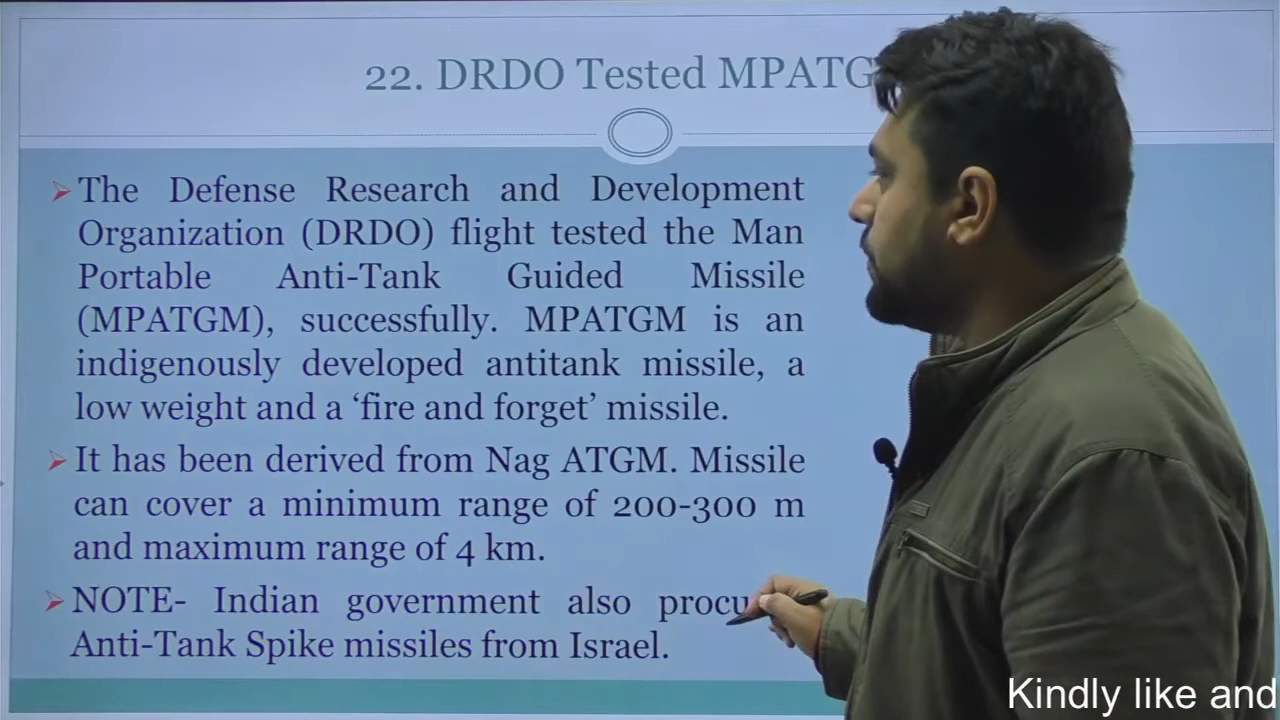 22. DRDO Tested MPATG
The Defense Research and Development
Organization (DRDO) flight tested the Man
Portable Anti-Tank Guided Missile
(MPATGM), successfully. MPATGM is an
indigenously developed antitank missile, a
low weight and a ‘fire and forget’ missile.
It has been derived from Nag ATGM. Missile
can cover a minimum range of 200-300 m
and maximum range of 4 km.
NOTE- Indian government also procu
Anti-Tank Spike missiles from Israel.
Kindly like and